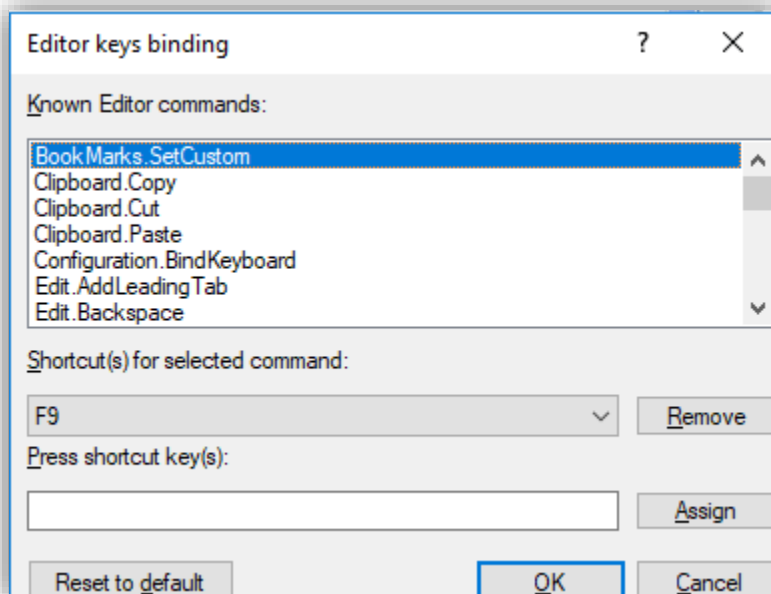 Editor keys binding ?
Known Editor commands:
BookMarks.SetCustom
Clipboard.Copy
Clipboard.Cut
Clipboard.Paste
Configuration.BindKeyboard
Edit.AddLeadingTab
Edit.Backspace
Shortcut(s) for selected command:
F9
Remove
Press shortcut key(s):
Assign
Reset to default
OK
Cancel